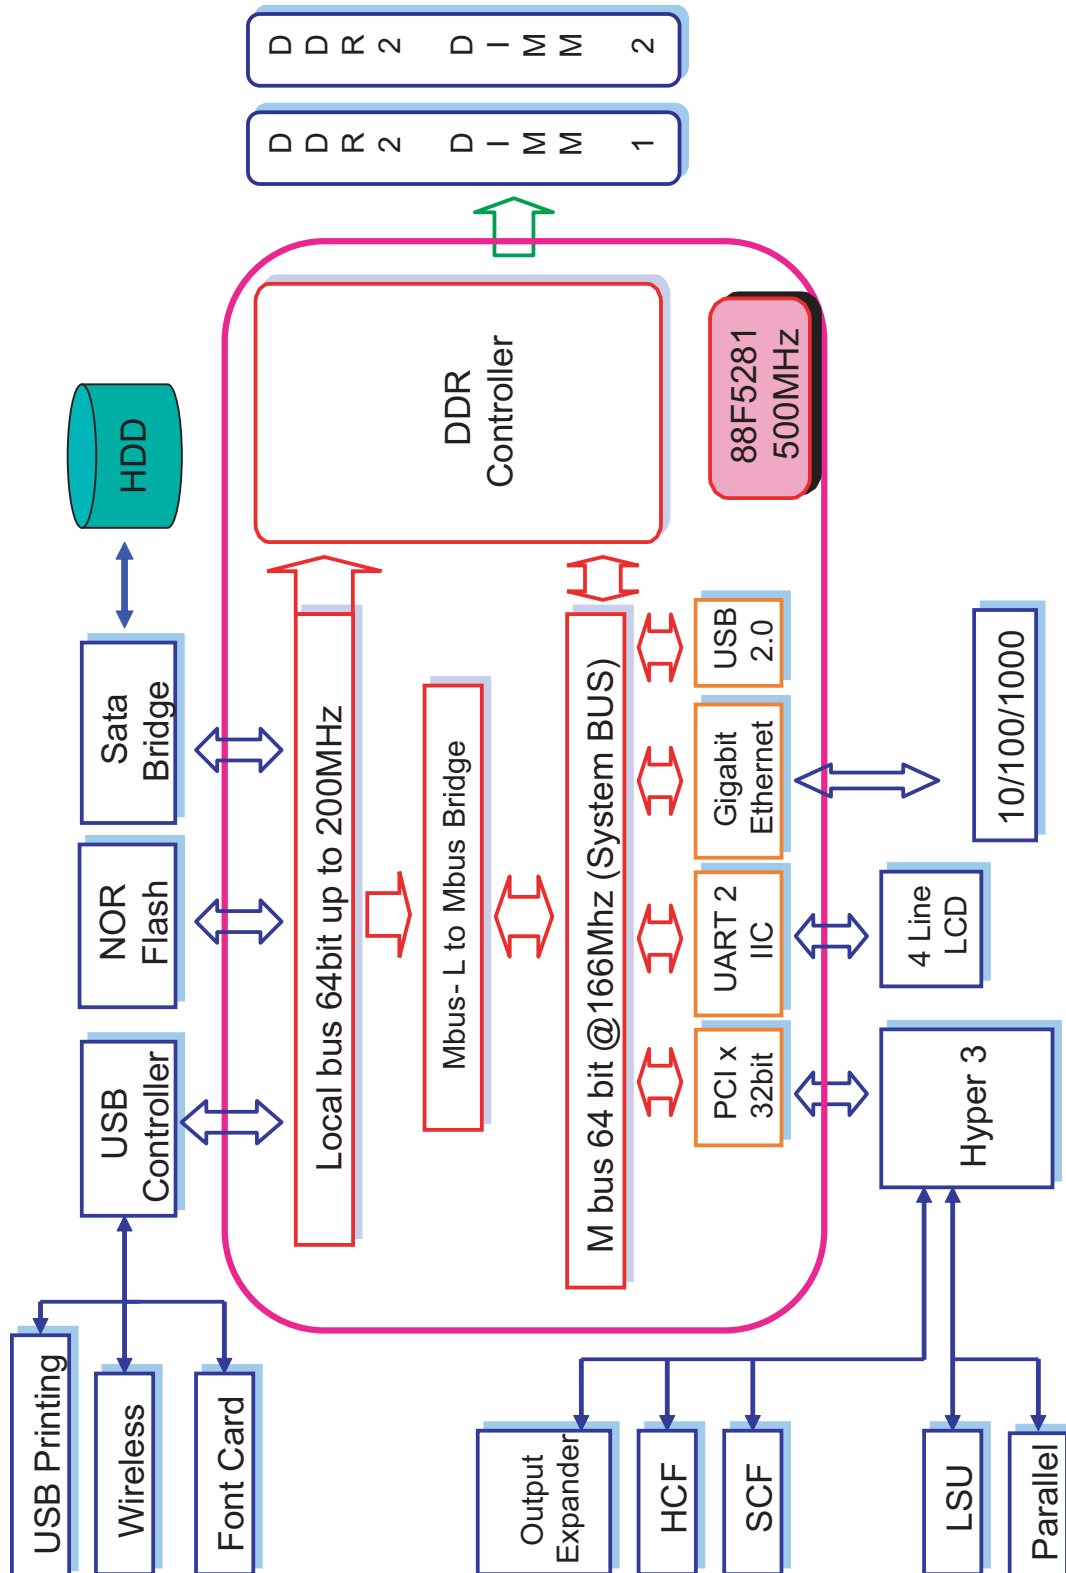 USB Printing
Wireless
Font Card
USB
Controller
NOR
Flash
Sata
Bridge
HDD
Local bus 64bit up to 200MHz
Mbus- L to Mbus Bridge
M bus 64 bit @166Mhz (System BUS)
DDR
Controller
DDR2 DIMM 1
DDR2 DIMM 2
88F5281
500MHz
PCI x
32bit
UART 2
IIC
Gigabit
Ethernet
USB
2.0
Hyper 3
4 Line
LCD
10/100/1000
Output
Expander
HCF
SCF
LSU
Parallel